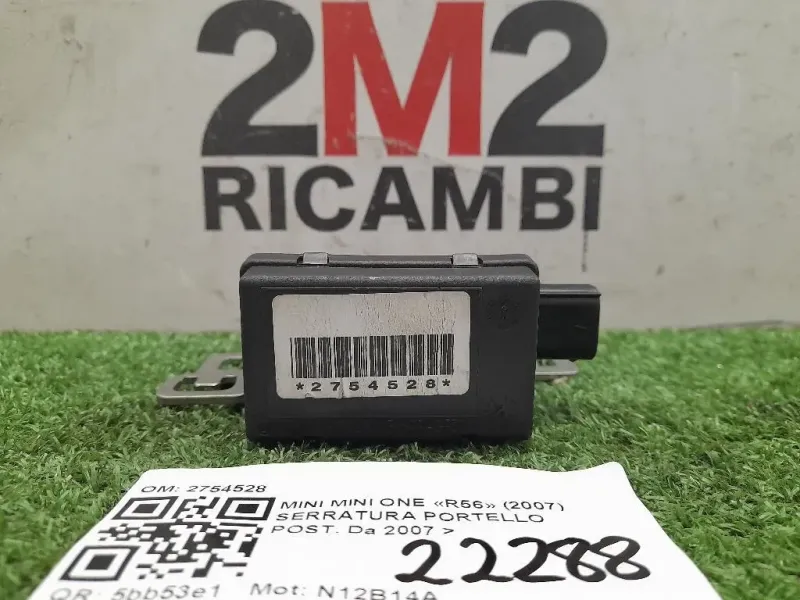 2M2
RICAMBI
*2754528*
OM: 2754528
MINI MINI ONE «R56» (2007)
SERRATURA PORTELLO
POST. Da 2007 >
22288
QR: 5bb53e1 Mot: N12B14A